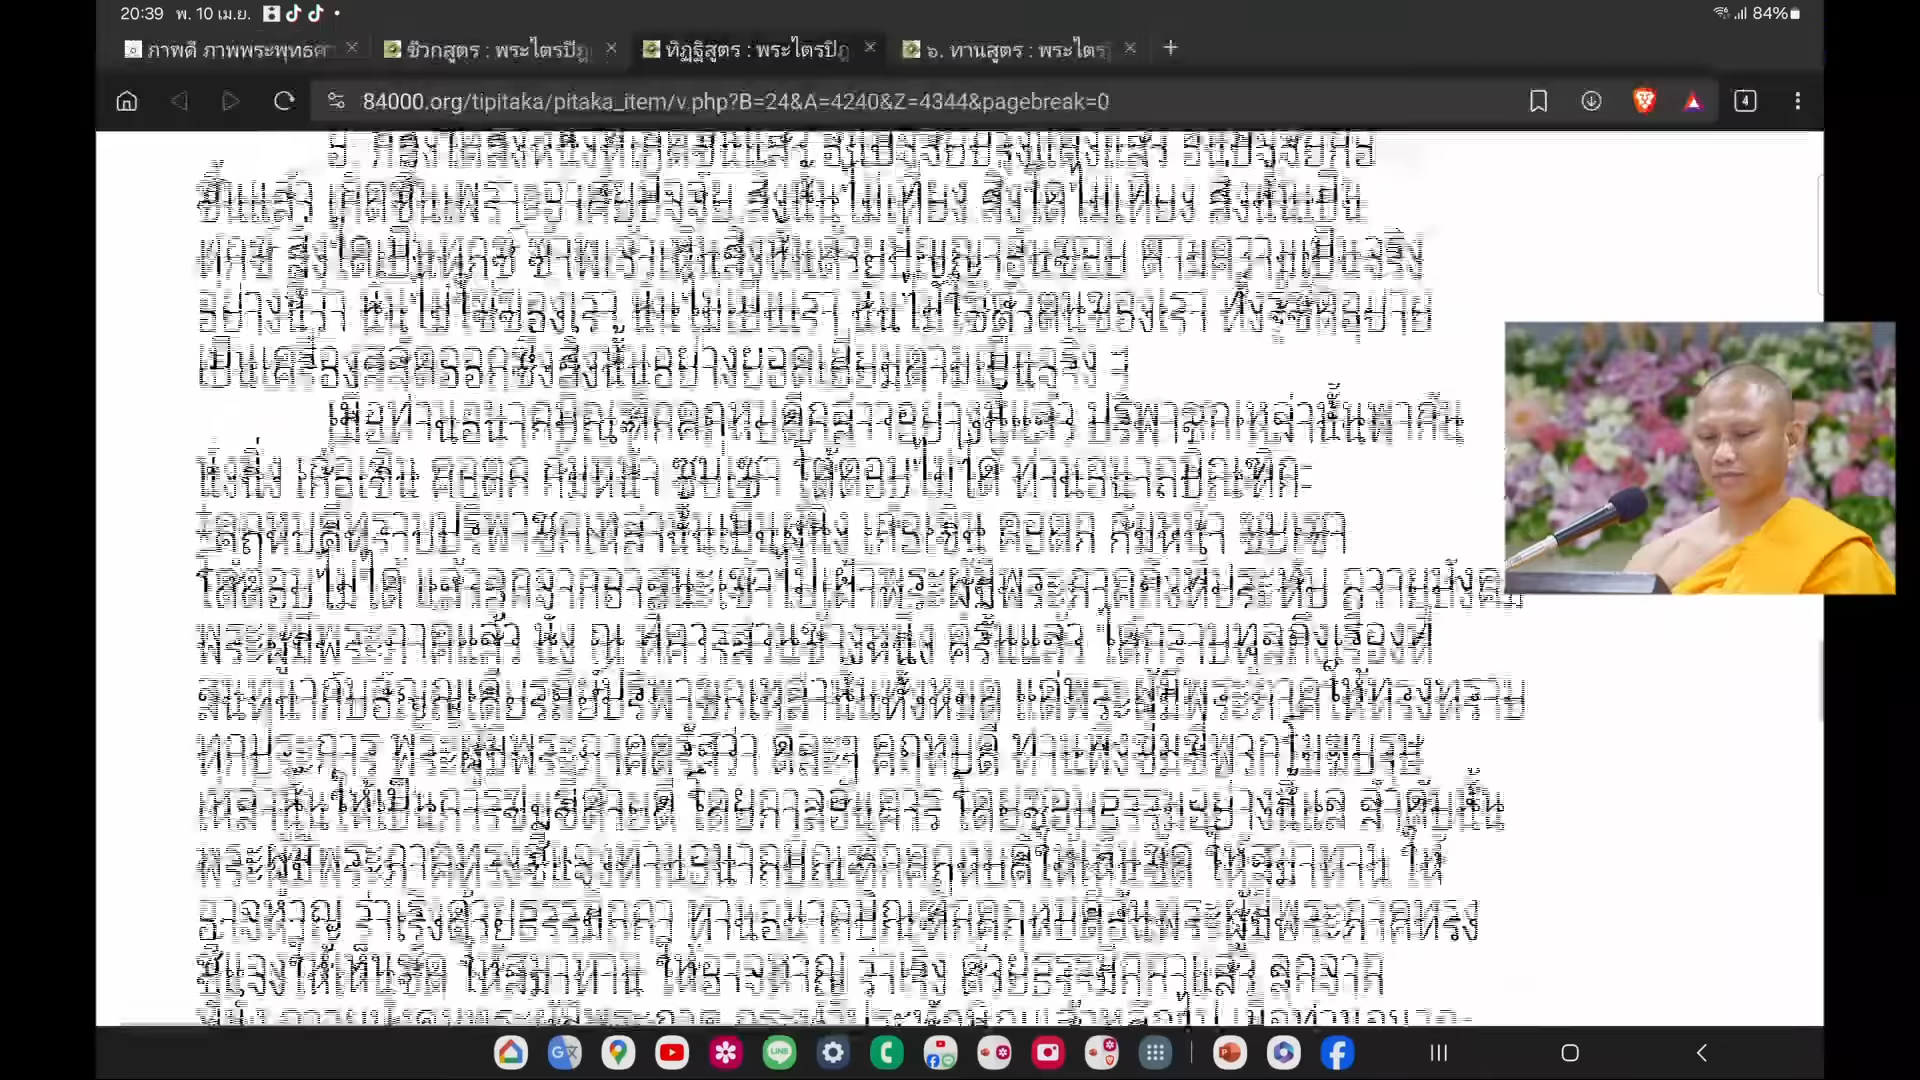 20:39 พ. 10 เม.ย.
84%
ภาพดี ภาพพระพุทธศา
ชีวกสูตร : พระไตรปิฎ
ทิฏฐิสูตร : พระไตรปิฎ
๖. ทานสูตร : พระไตรปิ
84000.org/tipitaka/pitaka_item/v.php?B=24&A=4240&Z=4344&pagebreak=0
4
ขึ้นแล้ว เกิดขึ้นเพราะอาศัยปัจจัย สิ่งนั้นไม่เที่ยง สิ่งใดไม่เที่ยง สิ่งนั้นเป็น
ทุกข์ สิ่งใดเป็นทุกข์ ข้าพเจ้าเห็นสิ่งนั้นด้วยปัญญาอันชอบ ตามความเป็นจริง
อย่างนี้ว่า นั่นไม่ใช่ของเรา นั่นไม่เป็นเรา นั่นไม่ใช่ตัวตนของเรา ทั้งรู้ชัดอุบาย
เป็นเครื่องสลัดออกซึ่งสิ่งนั้นอย่างยอดเยี่ยมตามเป็นจริง ฯ
เมื่อท่านอนาถบิณฑิกคฤหบดีกล่าวอย่างนี้แล้ว ปริพาชกเหล่านั้นพากัน
นั่งนิ่ง เก้อเขิน คอตก ก้มหน้า ซบเซา โต้ตอบไม่ได้ ท่านอนาถบิณฑิก-
*คฤหบดีทราบปริพาชกเหล่านั้นเป็นผู้นิ่ง เก้อเขิน คอตก ก้มหน้า ซบเซา
โต้ตอบไม่ได้ แล้วลุกจากอาสนะเข้าไปเฝ้าพระผู้มีพระภาคถึงที่ประทับ ถวายบังคม
พระผู้มีพระภาคแล้ว นั่ง ณ ที่ควรส่วนข้างหนึ่ง ครั้นแล้ว ได้กราบทูลถึงเรื่องที่
สนทนากับอัญญเดียรถีย์ปริพาชกเหล่านั้นทั้งหมด แด่พระผู้มีพระภาคให้ทรงทราบ
ทุกประการ พระผู้มีพระภาคตรัสว่า ดีละๆ คฤหบดี ท่านพึงข่มขี่พวกโมฆบุรุษ
เหล่านั้นให้เป็นการข่มขี่ด้วยดี โดยกาลอันควร โดยชอบธรรมอย่างนี้แล ลำดับนั้น
พระผู้มีพระภาคทรงชี้แจงท่านอนาถบิณฑิกคฤหบดีให้เห็นชัด ให้สมาทาน ให้
อาจหาญ ร่าเริงด้วยธรรมีกถา ท่านอนาถบิณฑิกคฤหบดีอันพระผู้มีพระภาคทรง
ชี้แจงให้เห็นชัด ให้สมาทาน ให้อาจหาญ ร่าเริง ด้วยธรรมีกถาแล้ว ลุกจาก